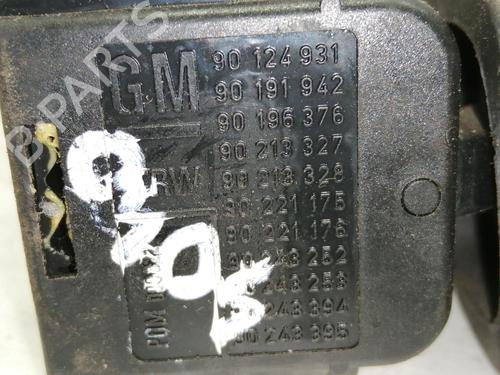 B-PARTS
GM
90 124 931
90 191 942
90 196 376
90 213 327
TRW
90 213 328
90 221 175
90 221 176
90 243 252
90 243 253
90 243 394
90 243 395
POM